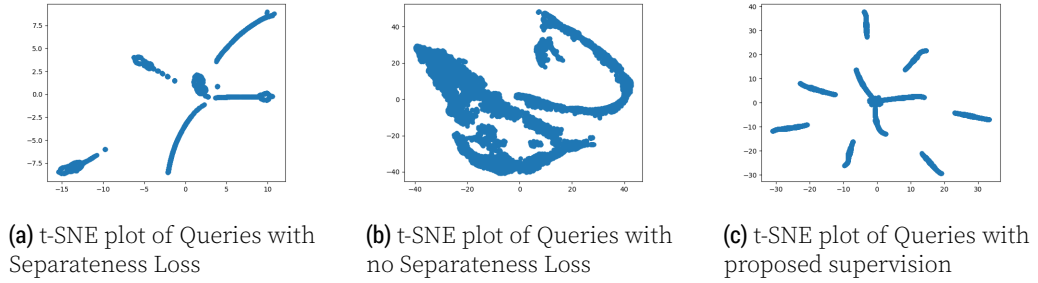 7.5
5.0
2.5
0.0
−2.5
−5.0
−7.5
−15 −10 −5 0 5 10
40
20
0
−20
−40
−40 −20 0 20 40
40
30
20
10
0
−10
−20
−30
−30 −20 −10 0 10 20 30
(a) t-SNE plot of Queries with
Separateness Loss
(b) t-SNE plot of Queries with
no Separateness Loss
(c) t-SNE plot of Queries with
proposed supervision